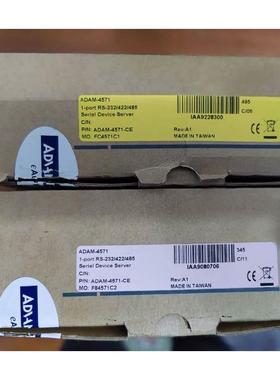 ADAM-4571
1-port RS-232/422/485
Serial Device Server
C/N:
P/N: ADAM-4571-CE
MO: FC4571C1
IAA9228300
495
C/05
Rev:A1
MADE IN TAIWAN
ADVA
ADAM-4571
1-port RS-232/422/485
Serial Device Server
C/N:
P/N: ADAM-4571-CE
MO: F84571C2
IAA9080706
345
C/11
Rev:A1
MADE IN TAIWAN